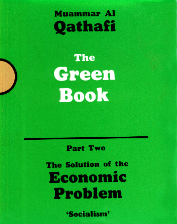 Muammar Al
Qathafi
The
Green
Book
Part Two
The Solution of the
Economic
Problem
'Socialism'